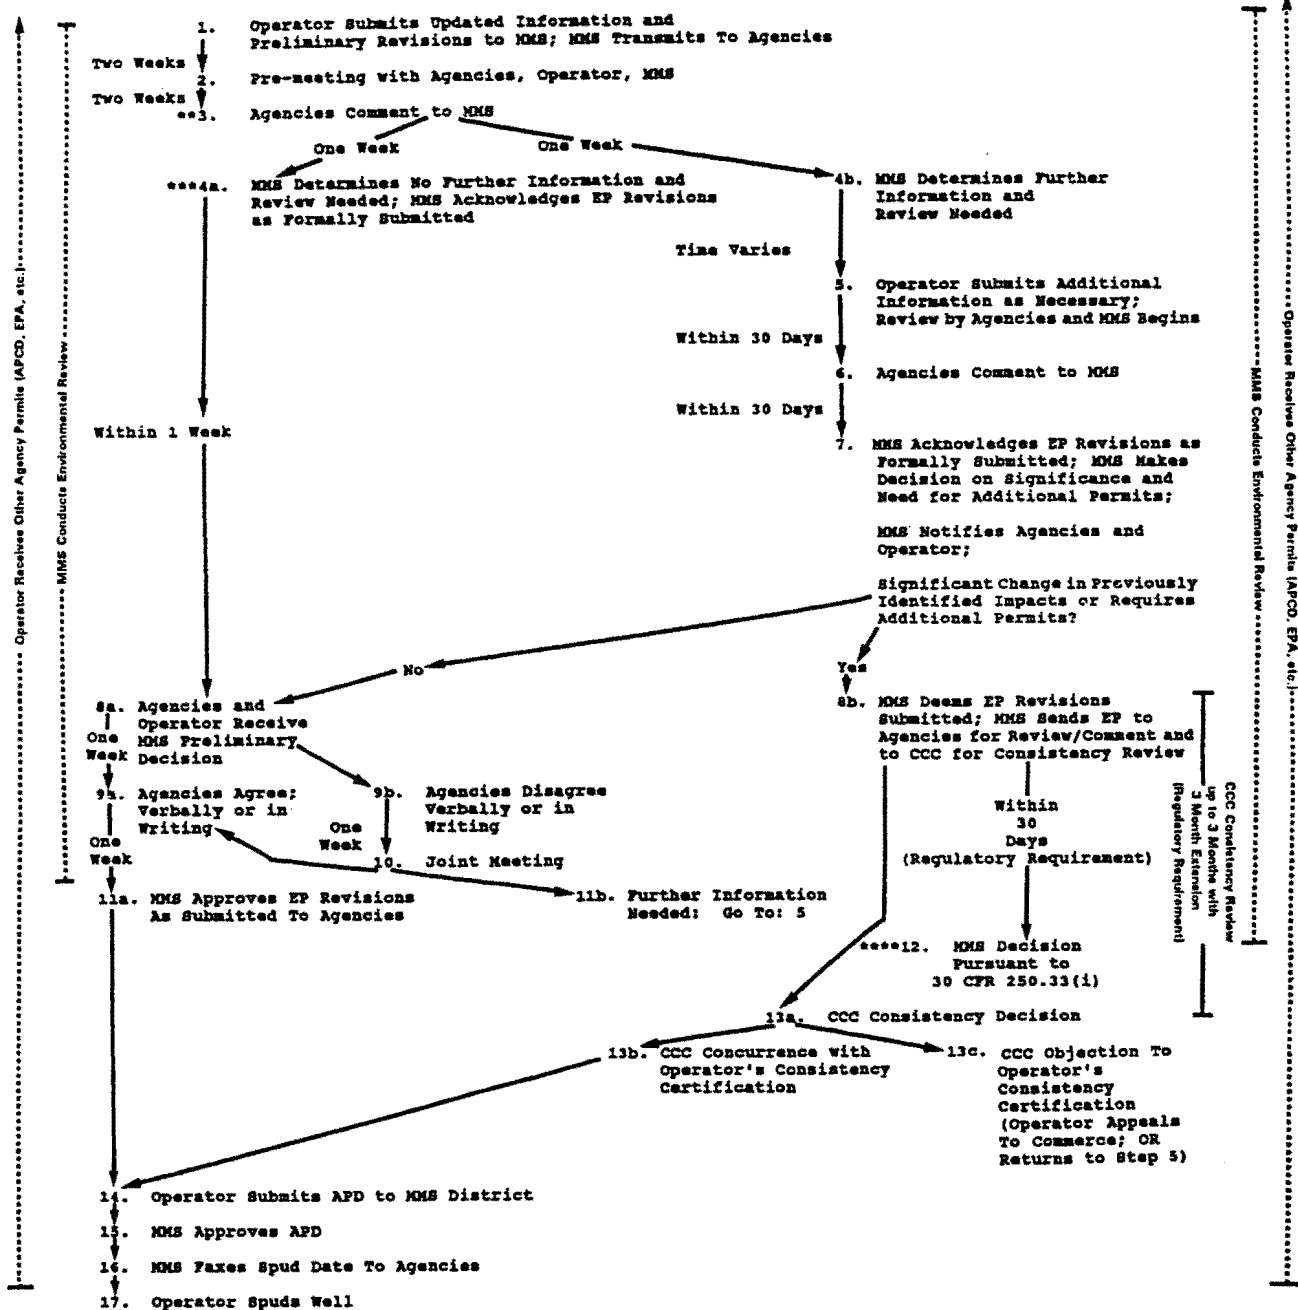 1. Operator Submits Updated Information and
Preliminary Revisions to MMS; MMS Transmits To Agencies
Two Weeks
2. Pre-meeting with Agencies, Operator, MMS
Two Weeks
**3. Agencies Comment to MMS
One Week
One Week
***4a. MMS Determines No Further Information and
Review Needed; MMS Acknowledges EP Revisions
as Formally Submitted
4b. MMS Determines Further
Information and
Review Needed
Time Varies
5. Operator Submits Additional
Information as Necessary;
Review by Agencies and MMS Begins
Within 30 Days
6. Agencies Comment to MMS
Within 30 Days
Within 1 Week
7. MMS Acknowledges EP Revisions as
Formally Submitted; MMS Makes
Decision on Significance and
Need for Additional Permits;
MMS Notifies Agencies and
Operator;
Significant Change in Previously
Identified Impacts or Requires
Additional Permits?
No
Yes
8a. Agencies and
Operator Receive
MMS Preliminary
Decision
One
Week
8b. MMS Deems EP Revisions
Submitted; MMS Sends EP to
Agencies for Review/Comment and
to CCC for Consistency Review
9a. Agencies Agree;
Verbally or in
Writing
9b. Agencies Disagree
Verbally or in
Writing
One
Week
One
Week
10. Joint Meeting
Within
30
Days
(Regulatory Requirement)
11a. MMS Approves EP Revisions
As Submitted To Agencies
11b. Further Information
Needed: Go To: 5
****12. MMS Decision
Pursuant to
30 CFR 250.33(i)
13a. CCC Consistency Decision
13b. CCC Concurrence with
Operator's Consistency
Certification
13c. CCC Objection To
Operator's
Consistency
Certification
(Operator Appeals
To Commerce; OR
Returns to Step 5)
14. Operator Submits APD to MMS District
15. MMS Approves APD
16. MMS Faxes Spud Date To Agencies
17. Operator Spuds Well
Operator Receives Other Agency Permits (APCD, EPA, etc.)
MMS Conducts Environmental Review
CCC Consistency Review
up to 3 Months with
3 Month Extension
(Regulatory Requirement)
MMS Conducts Environmental Review
Operator Receives Other Agency Permits (APCD, EPA, etc.)